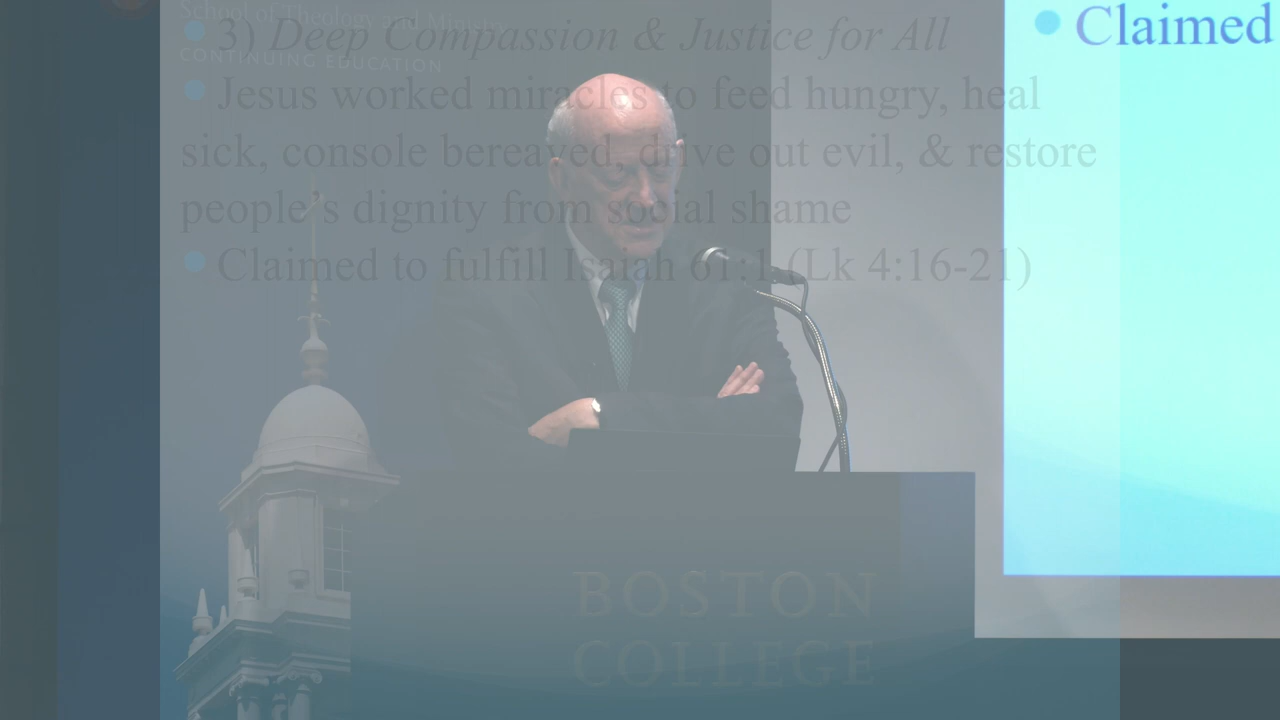 School of Theology and Ministry
CONTINUING EDUCATION
• 3) Deep Compassion & Justice for All
• Jesus worked miracles to feed hungry, heal
sick, console bereaved, drive out evil, & restore
people's dignity from social shame
• Claimed to fulfill Isaiah 61:1 (Lk 4:16-21)
• Claimed
BOSTON
COLLEGE